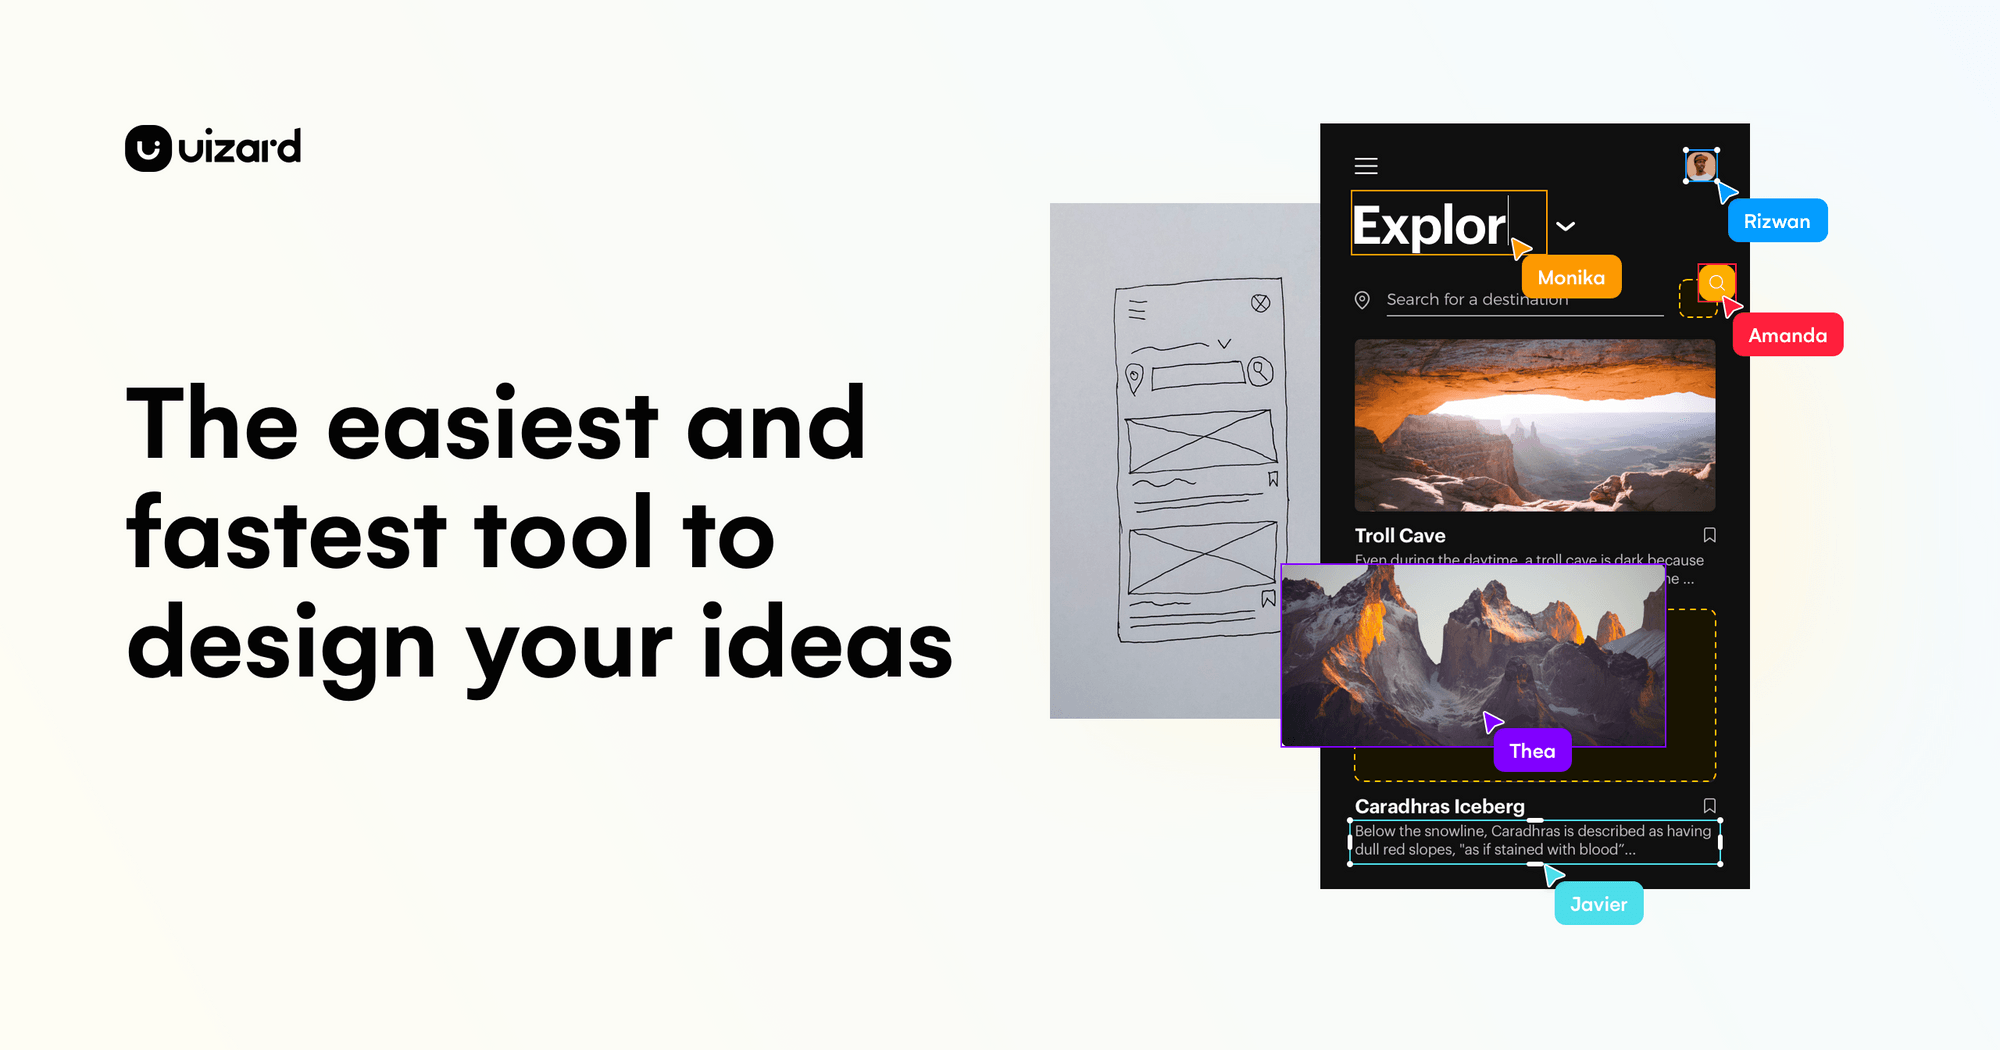 uizard
The easiest and
fastest tool to
design your ideas
Explor
Rizwan
Monika
Search for a destination
Amanda
Troll Cave
Even during the daytime, a troll cave is dark because
...
Thea
Caradhras Iceberg
Below the snowline, Caradhras is described as having
dull red slopes, "as if stained with blood”...
Javier